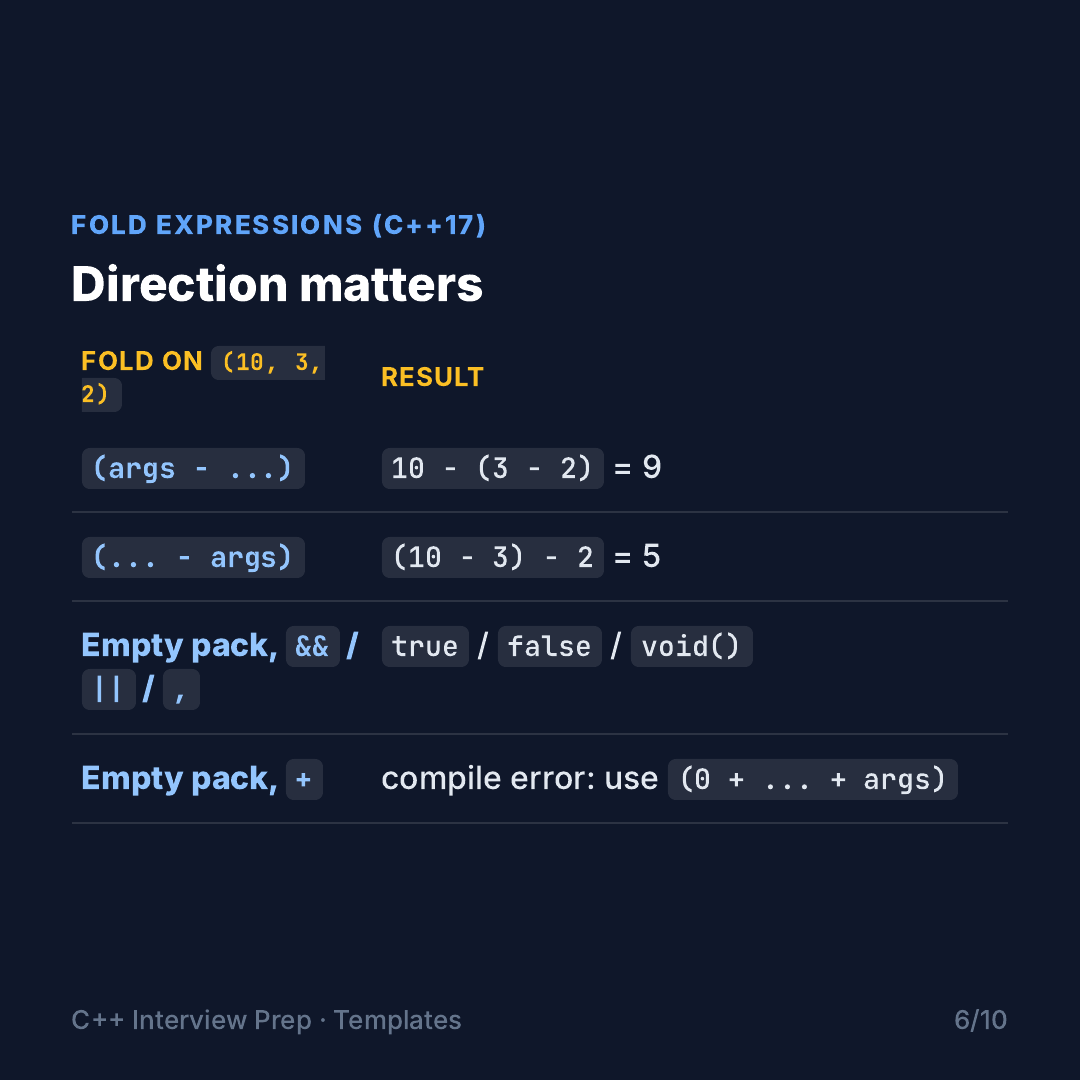 FOLD EXPRESSIONS (C++17)
Direction matters
FOLD ON (10, 3,
2)
RESULT
(args - ...)
10 - (3 - 2) = 9
(... - args)
(10 - 3) - 2 = 5
Empty pack, && /
|| / ,
true / false / void()
Empty pack, +
compile error: use (0 + ... + args)
C++ Interview Prep · Templates
6/10